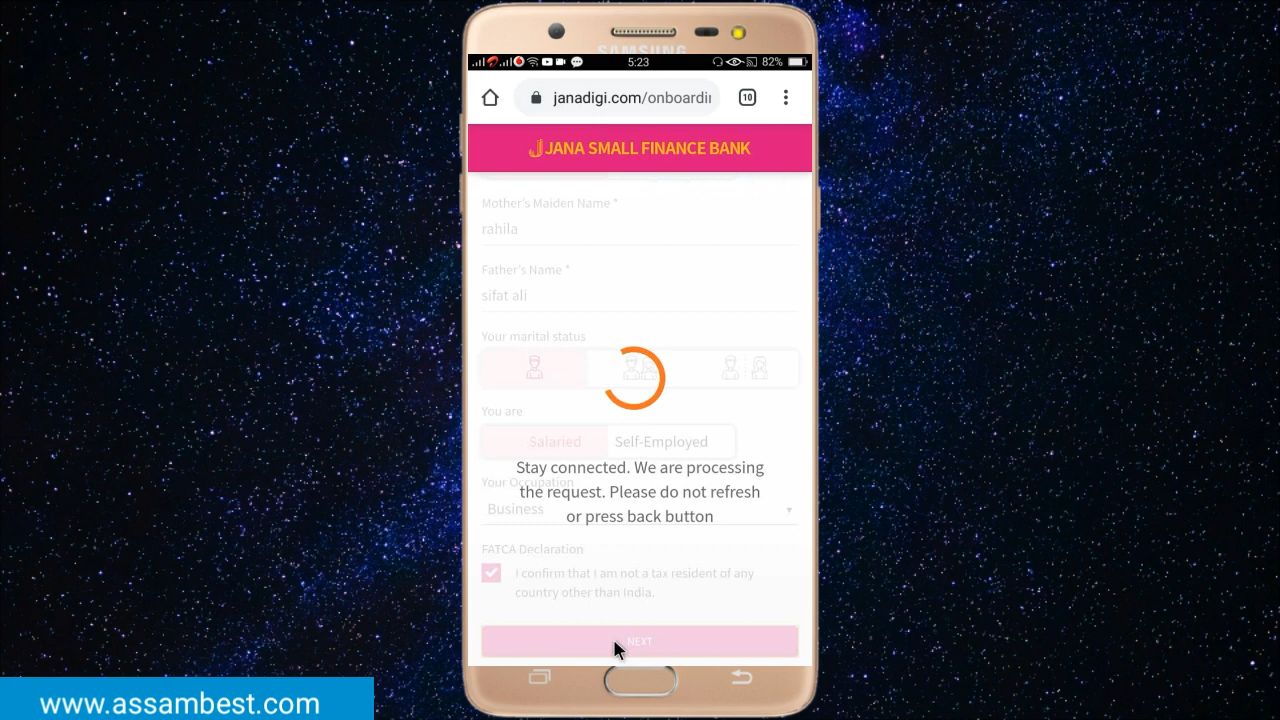 SAMSUNG
5:23
82%
janadigi.com/onboardin
10
JANA SMALL FINANCE BANK
Mother's Maiden Name *
rahila
Father's Name *
sifat ali
Your marital status
You are
Salaried Self-Employed
Stay connected. We are processing
Your Occupation
the request. Please do not refresh
Business
or press back button
FATCA Declaration
I confirm that I am not a tax resident of any
country other than India.
NEXT
www.assambest.com